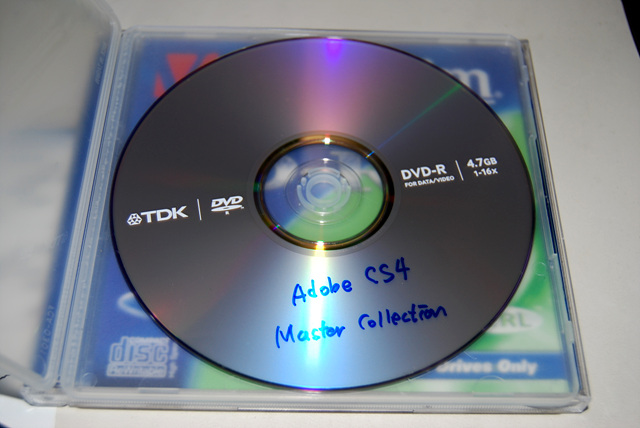 TDK
DVD
R
DVD-R
FOR DATA/VIDEO
4.7GB
1-16X
Adobe CS4
Master Collection
disc
Drives Only